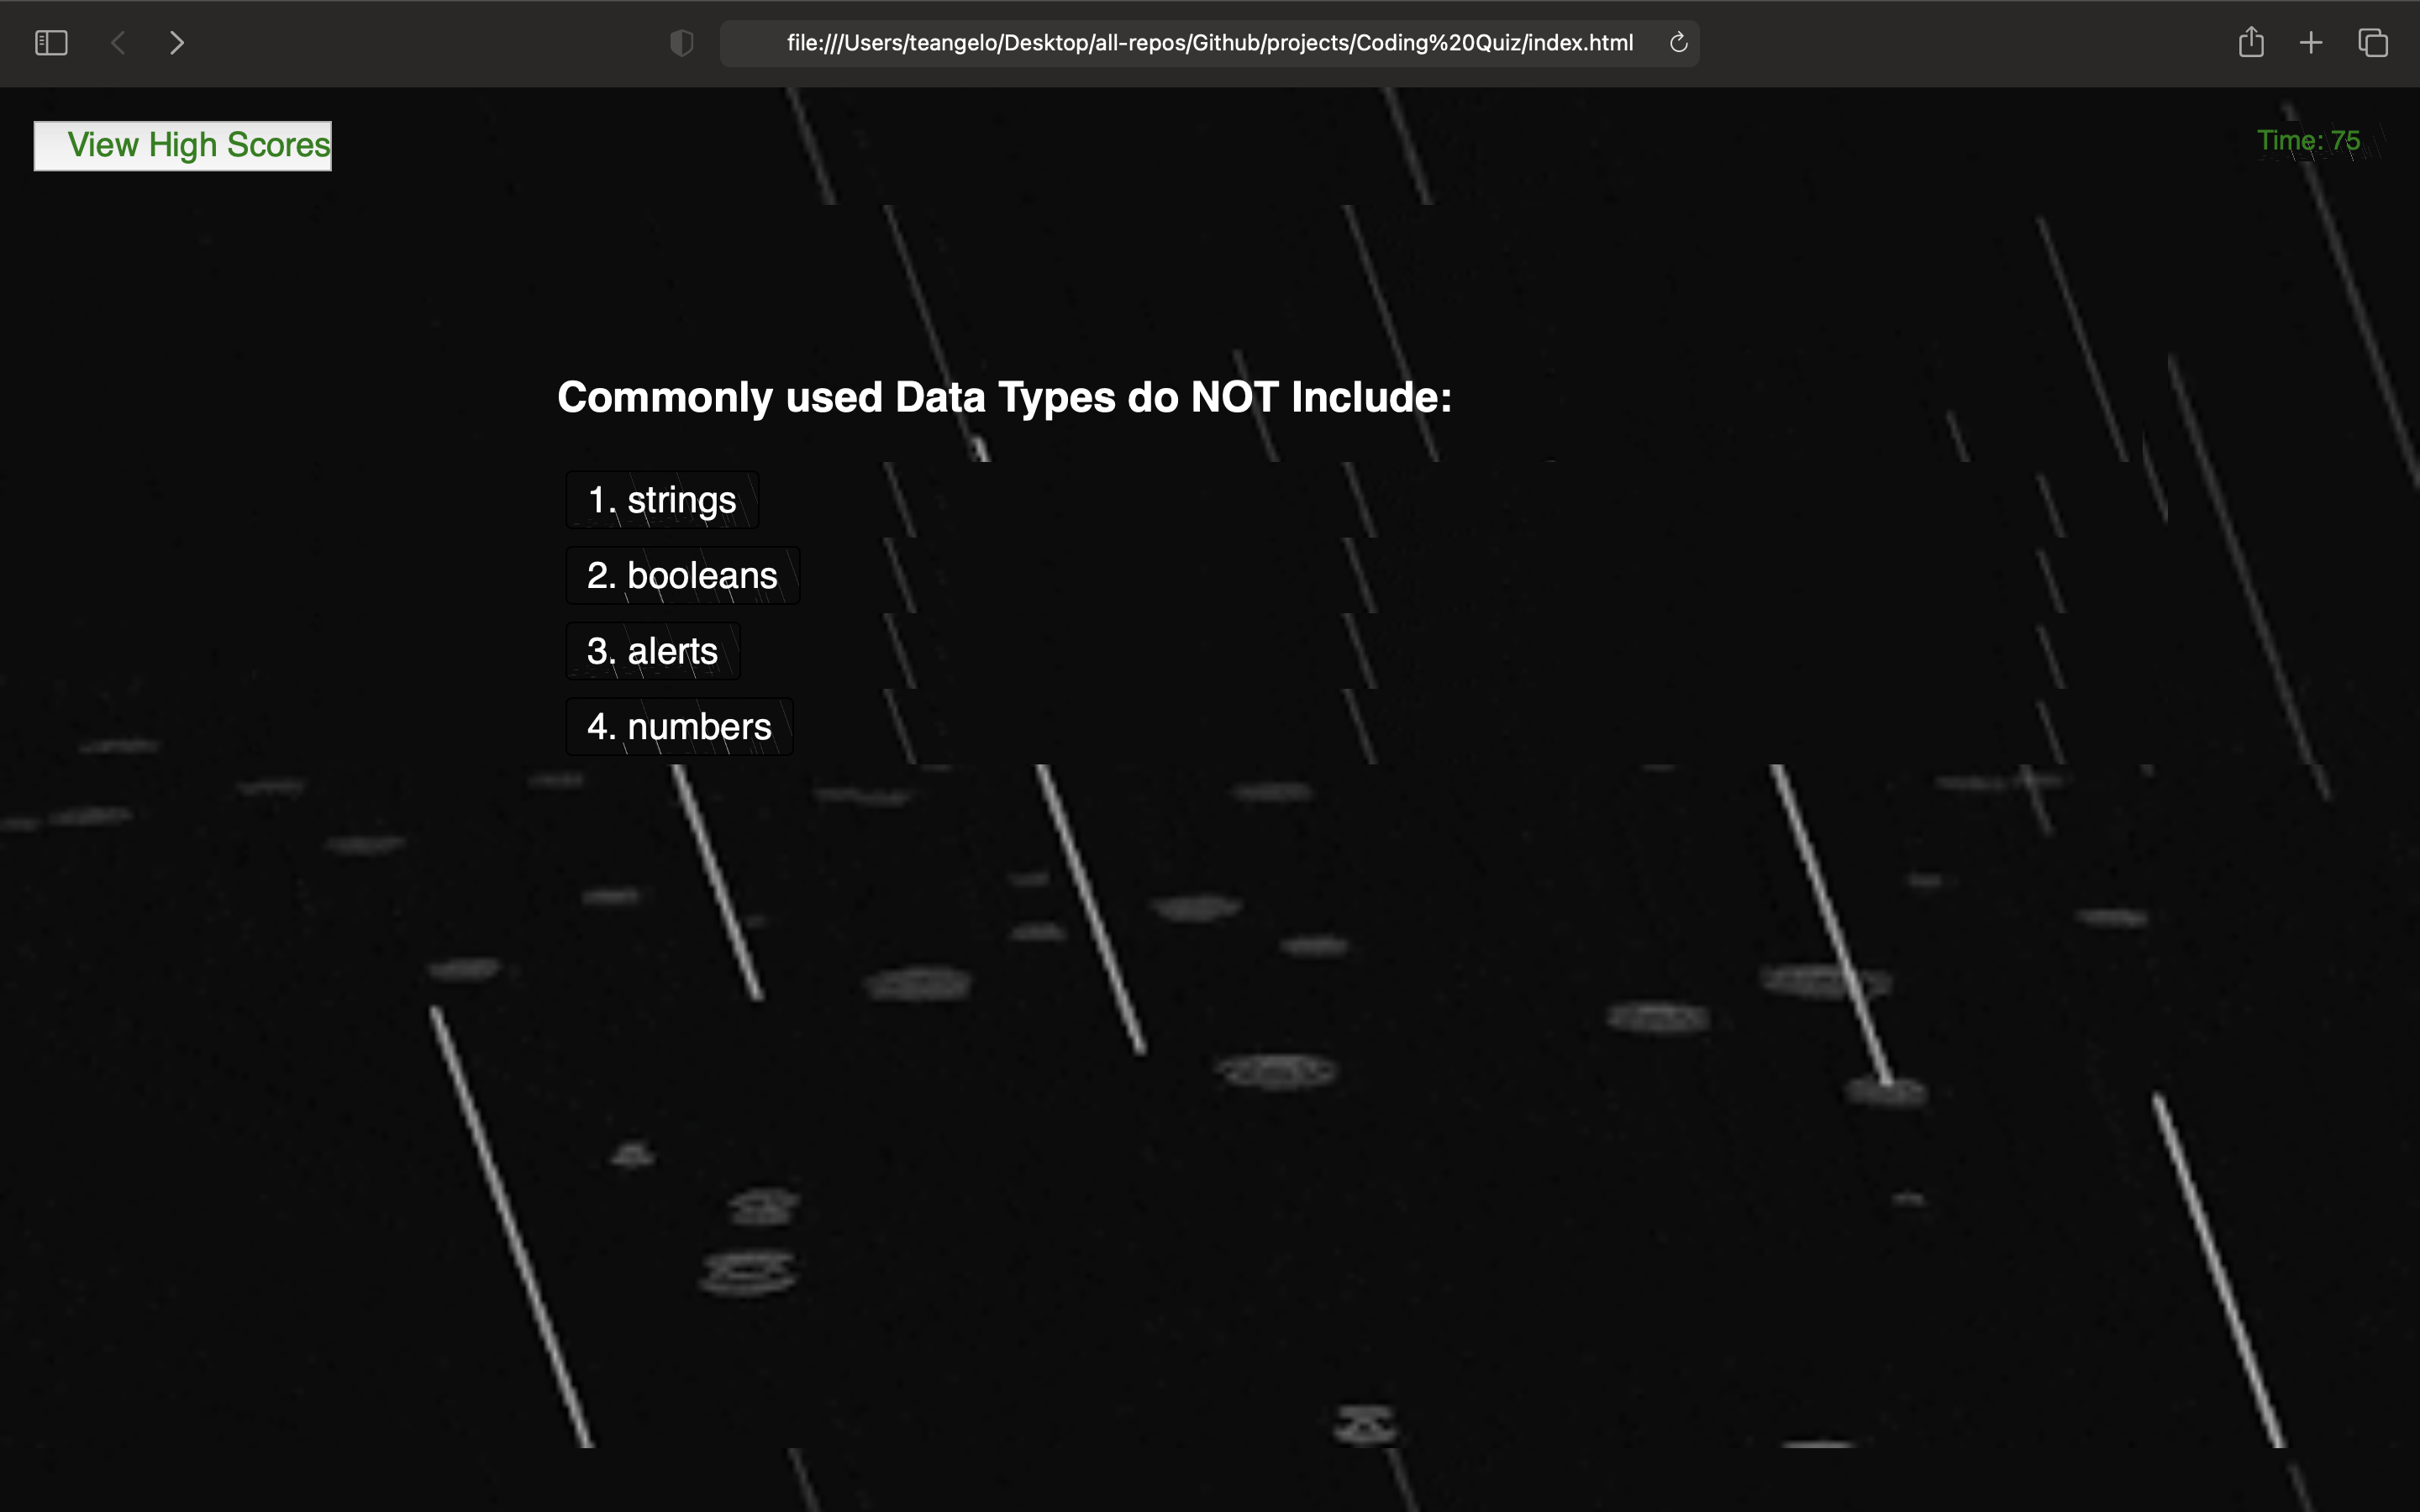 file:///Users/teangelo/Desktop/all-repos/Github/projects/Coding%20Quiz/index.html
View High Scores
Time: 75
Commonly used Data Types do NOT Include:
1. strings
2. booleans
3. alerts
4. numbers